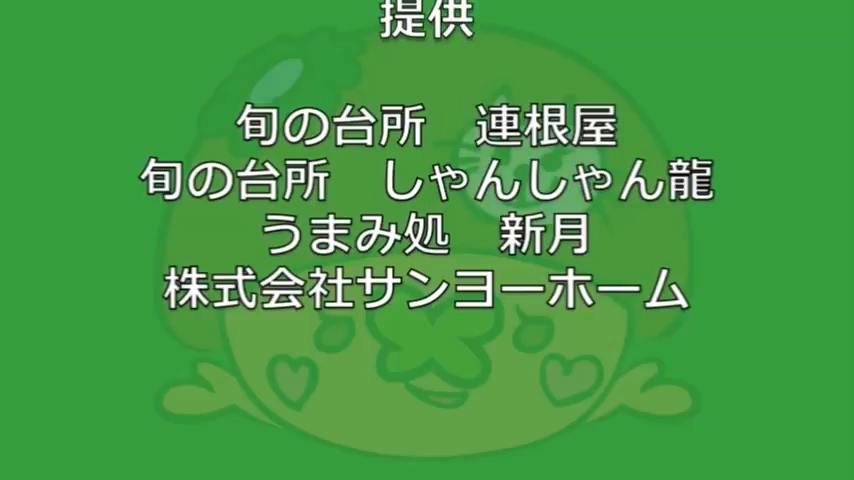 提供
旬の台所　連根屋
旬の台所　しゃんしゃん龍
うまみ処　新月
株式会社サンヨーホーム